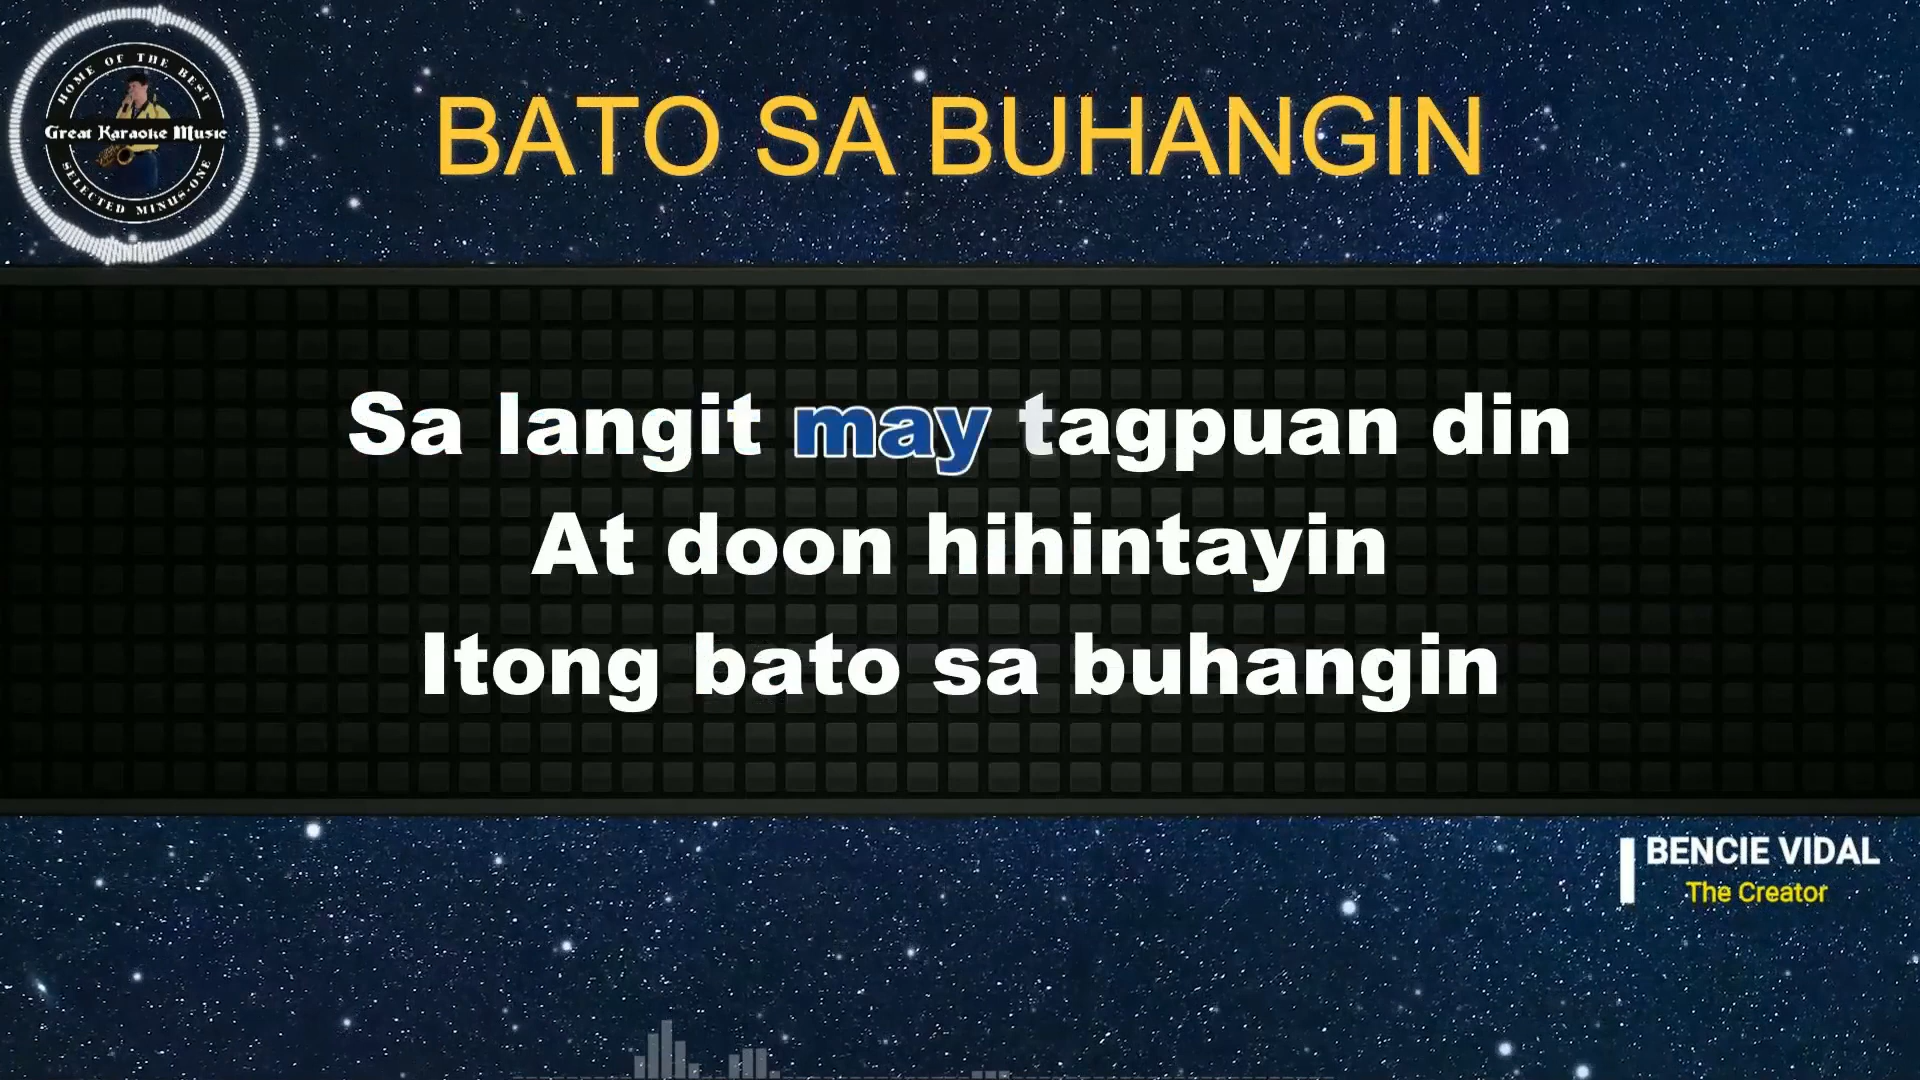 HOME OF THE BEST
Great Karaoke Music
SELECTED MINUS-ONE
BATO SA BUHANGIN
Sa langit may tagpuan din
At doon hihintayin
Itong bato sa buhangin
BENCIE VIDAL
The Creator